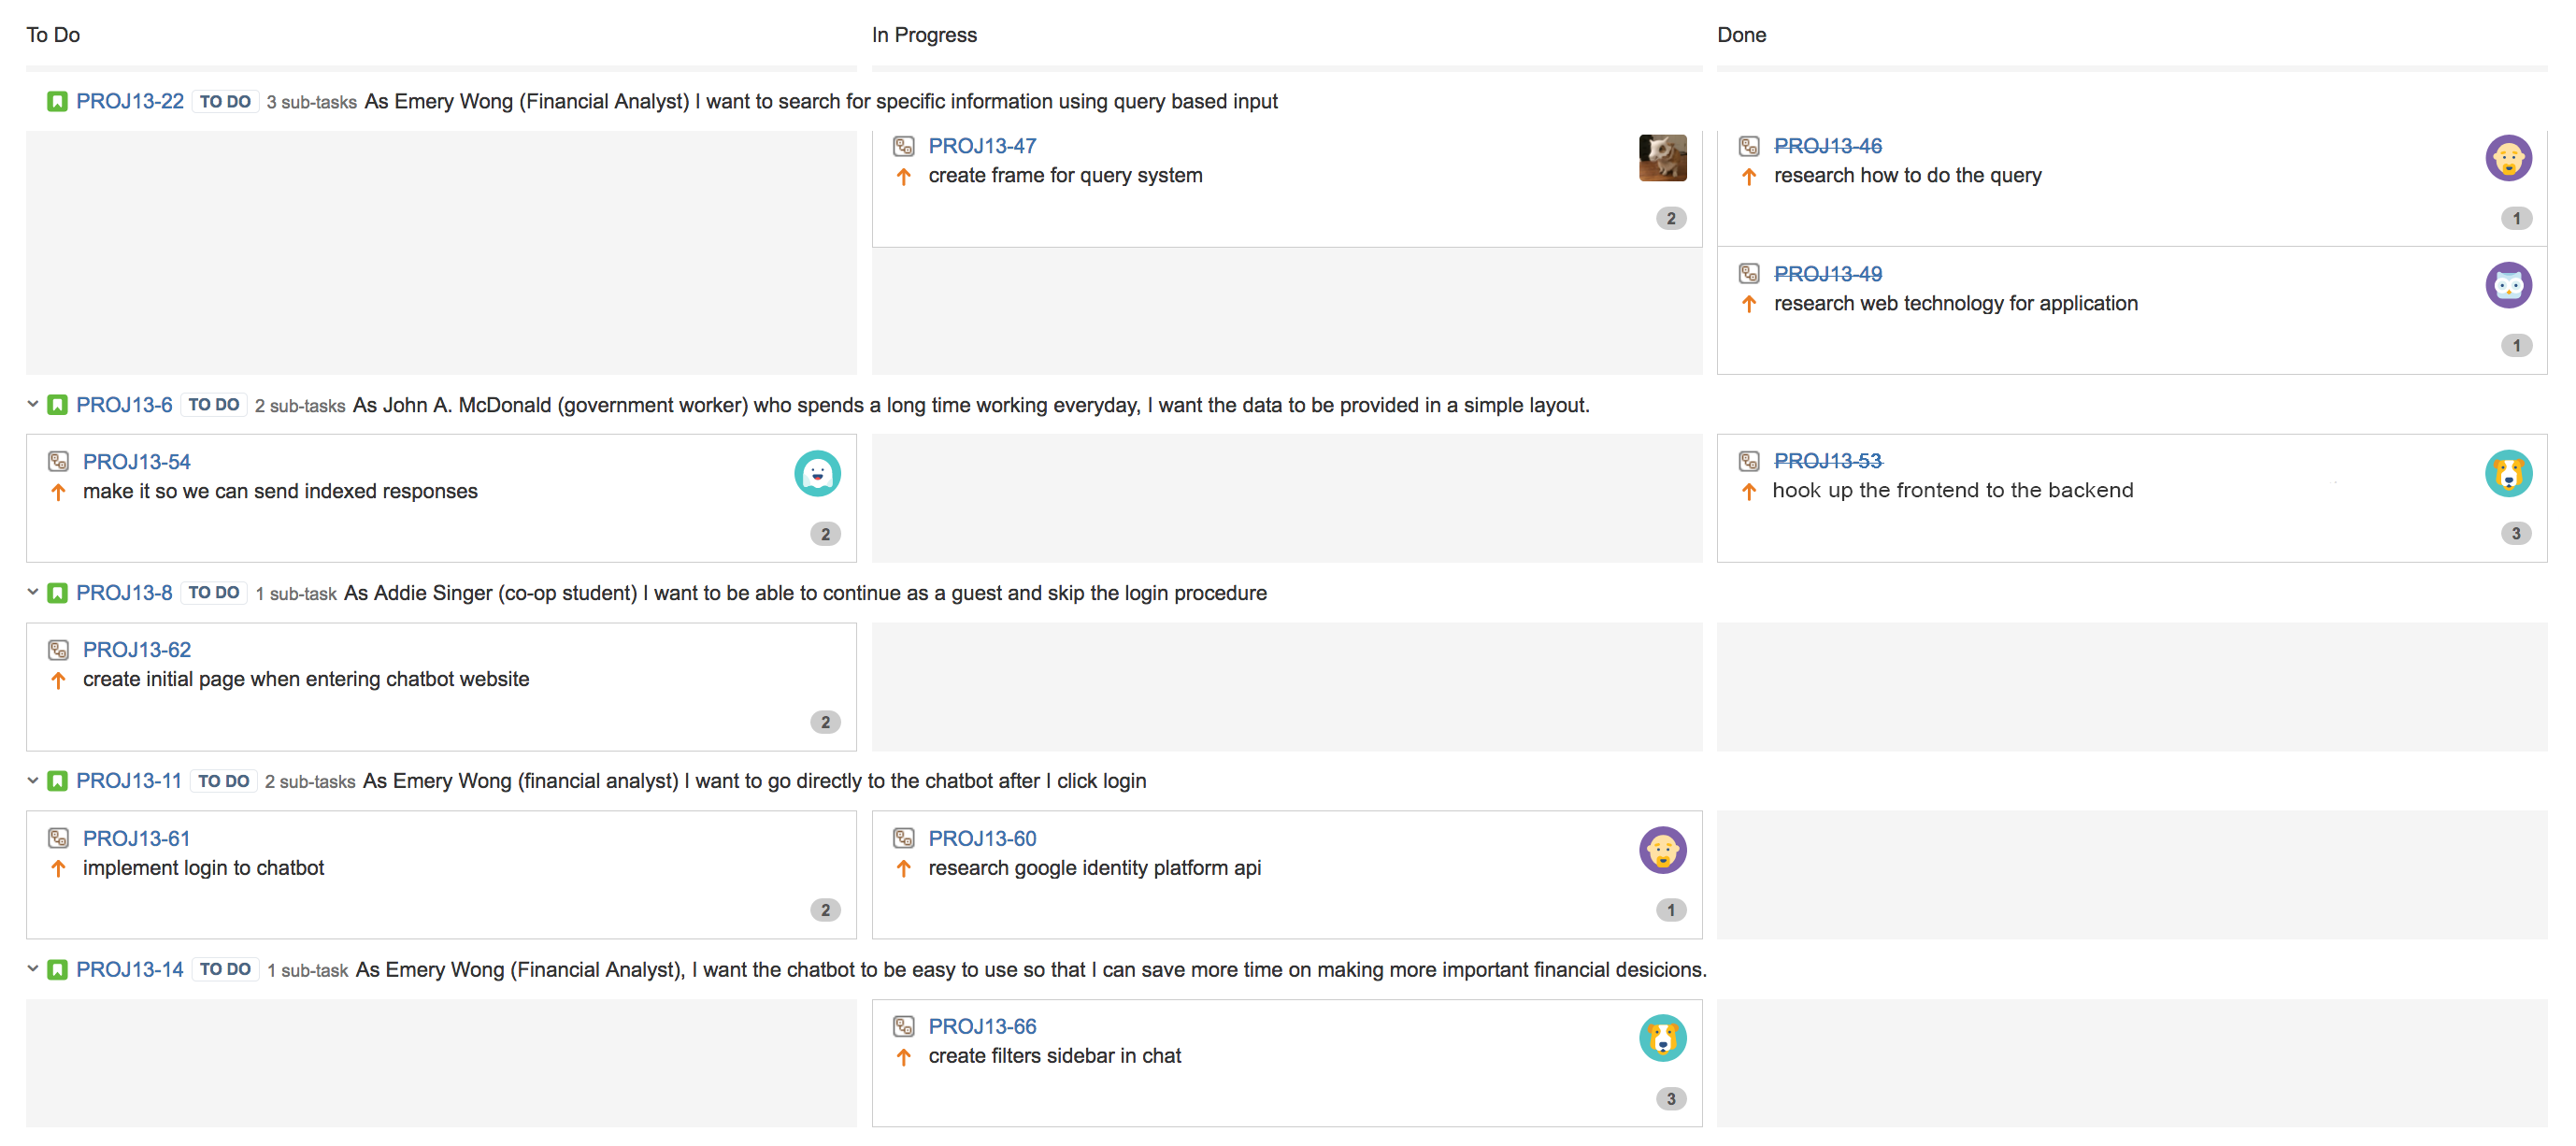 To Do In Progress Done
PROJ13-22 TO DO 3 sub-tasks As Emery Wong (Financial Analyst) I want to search for specific information using query based input
PROJ13-47
create frame for query system
2
PROJ13-46
research how to do the query
1
PROJ13-49
research web technology for application
1
PROJ13-6 TO DO 2 sub-tasks As John A. McDonald (government worker) who spends a long time working everyday, I want the data to be provided in a simple layout.
PROJ13-54
make it so we can send indexed responses
2
PROJ13-53
hook up the frontend to the backend
3
PROJ13-8 TO DO 1 sub-task As Addie Singer (co-op student) I want to be able to continue as a guest and skip the login procedure
PROJ13-62
create initial page when entering chatbot website
2
PROJ13-11 TO DO 2 sub-tasks As Emery Wong (financial analyst) I want to go directly to the chatbot after I click login
PROJ13-61
implement login to chatbot
2
PROJ13-60
research google identity platform api
1
PROJ13-14 TO DO 1 sub-task As Emery Wong (Financial Analyst), I want the chatbot to be easy to use so that I can save more time on making more important financial desicions.
PROJ13-66
create filters sidebar in chat
3